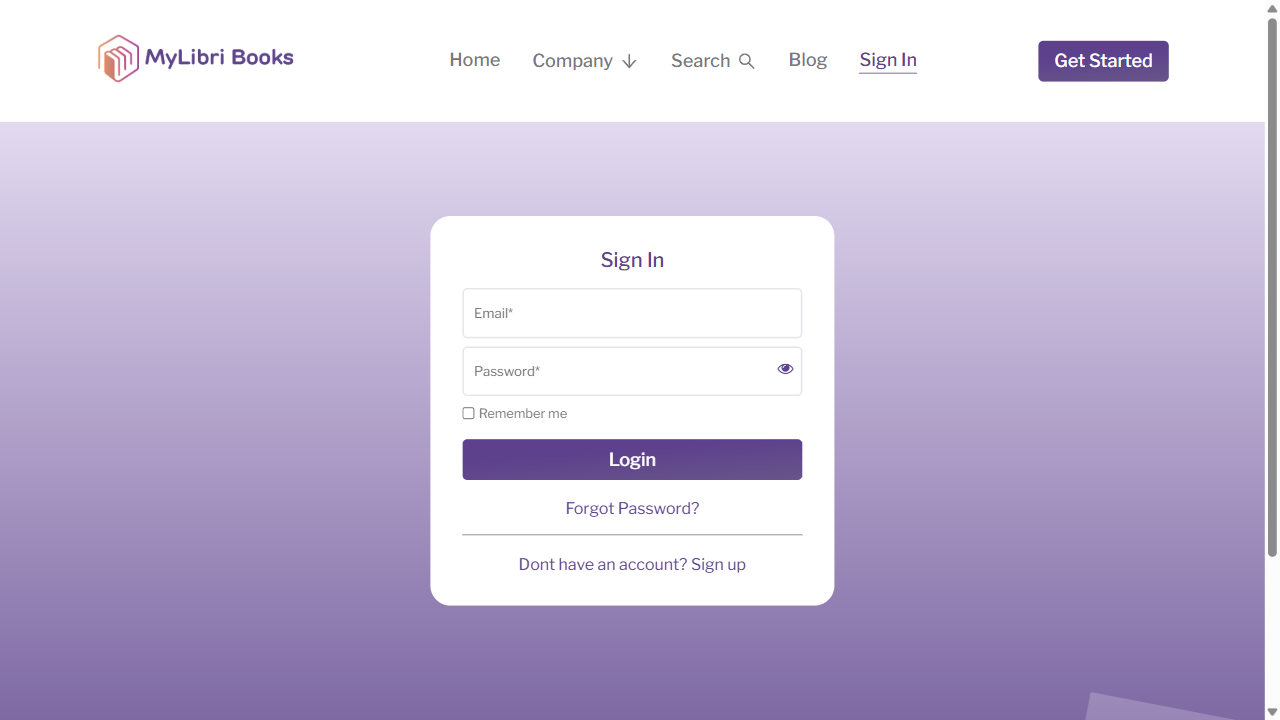 MyLibri Books
Home
Company
Search
Blog
Sign In
Get Started
Sign In
Email*
Password*
Remember me
Login
Forgot Password?
Dont have an account? Sign up